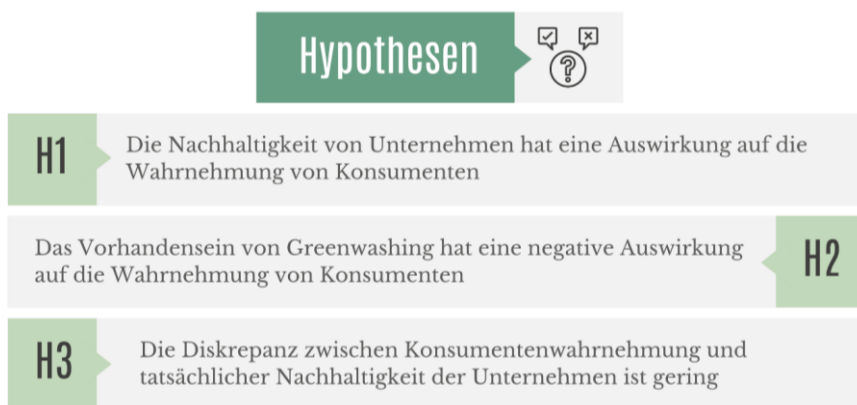 Hypothesen
H1
Die Nachhaltigkeit von Unternehmen hat eine Auswirkung auf die
Wahrnehmung von Konsumenten
Das Vorhandensein von Greenwashing hat eine negative Auswirkung
auf die Wahrnehmung von Konsumenten
H2
H3
Die Diskrepanz zwischen Konsumentenwahrnehmung und
tatsächlicher Nachhaltigkeit der Unternehmen ist gering